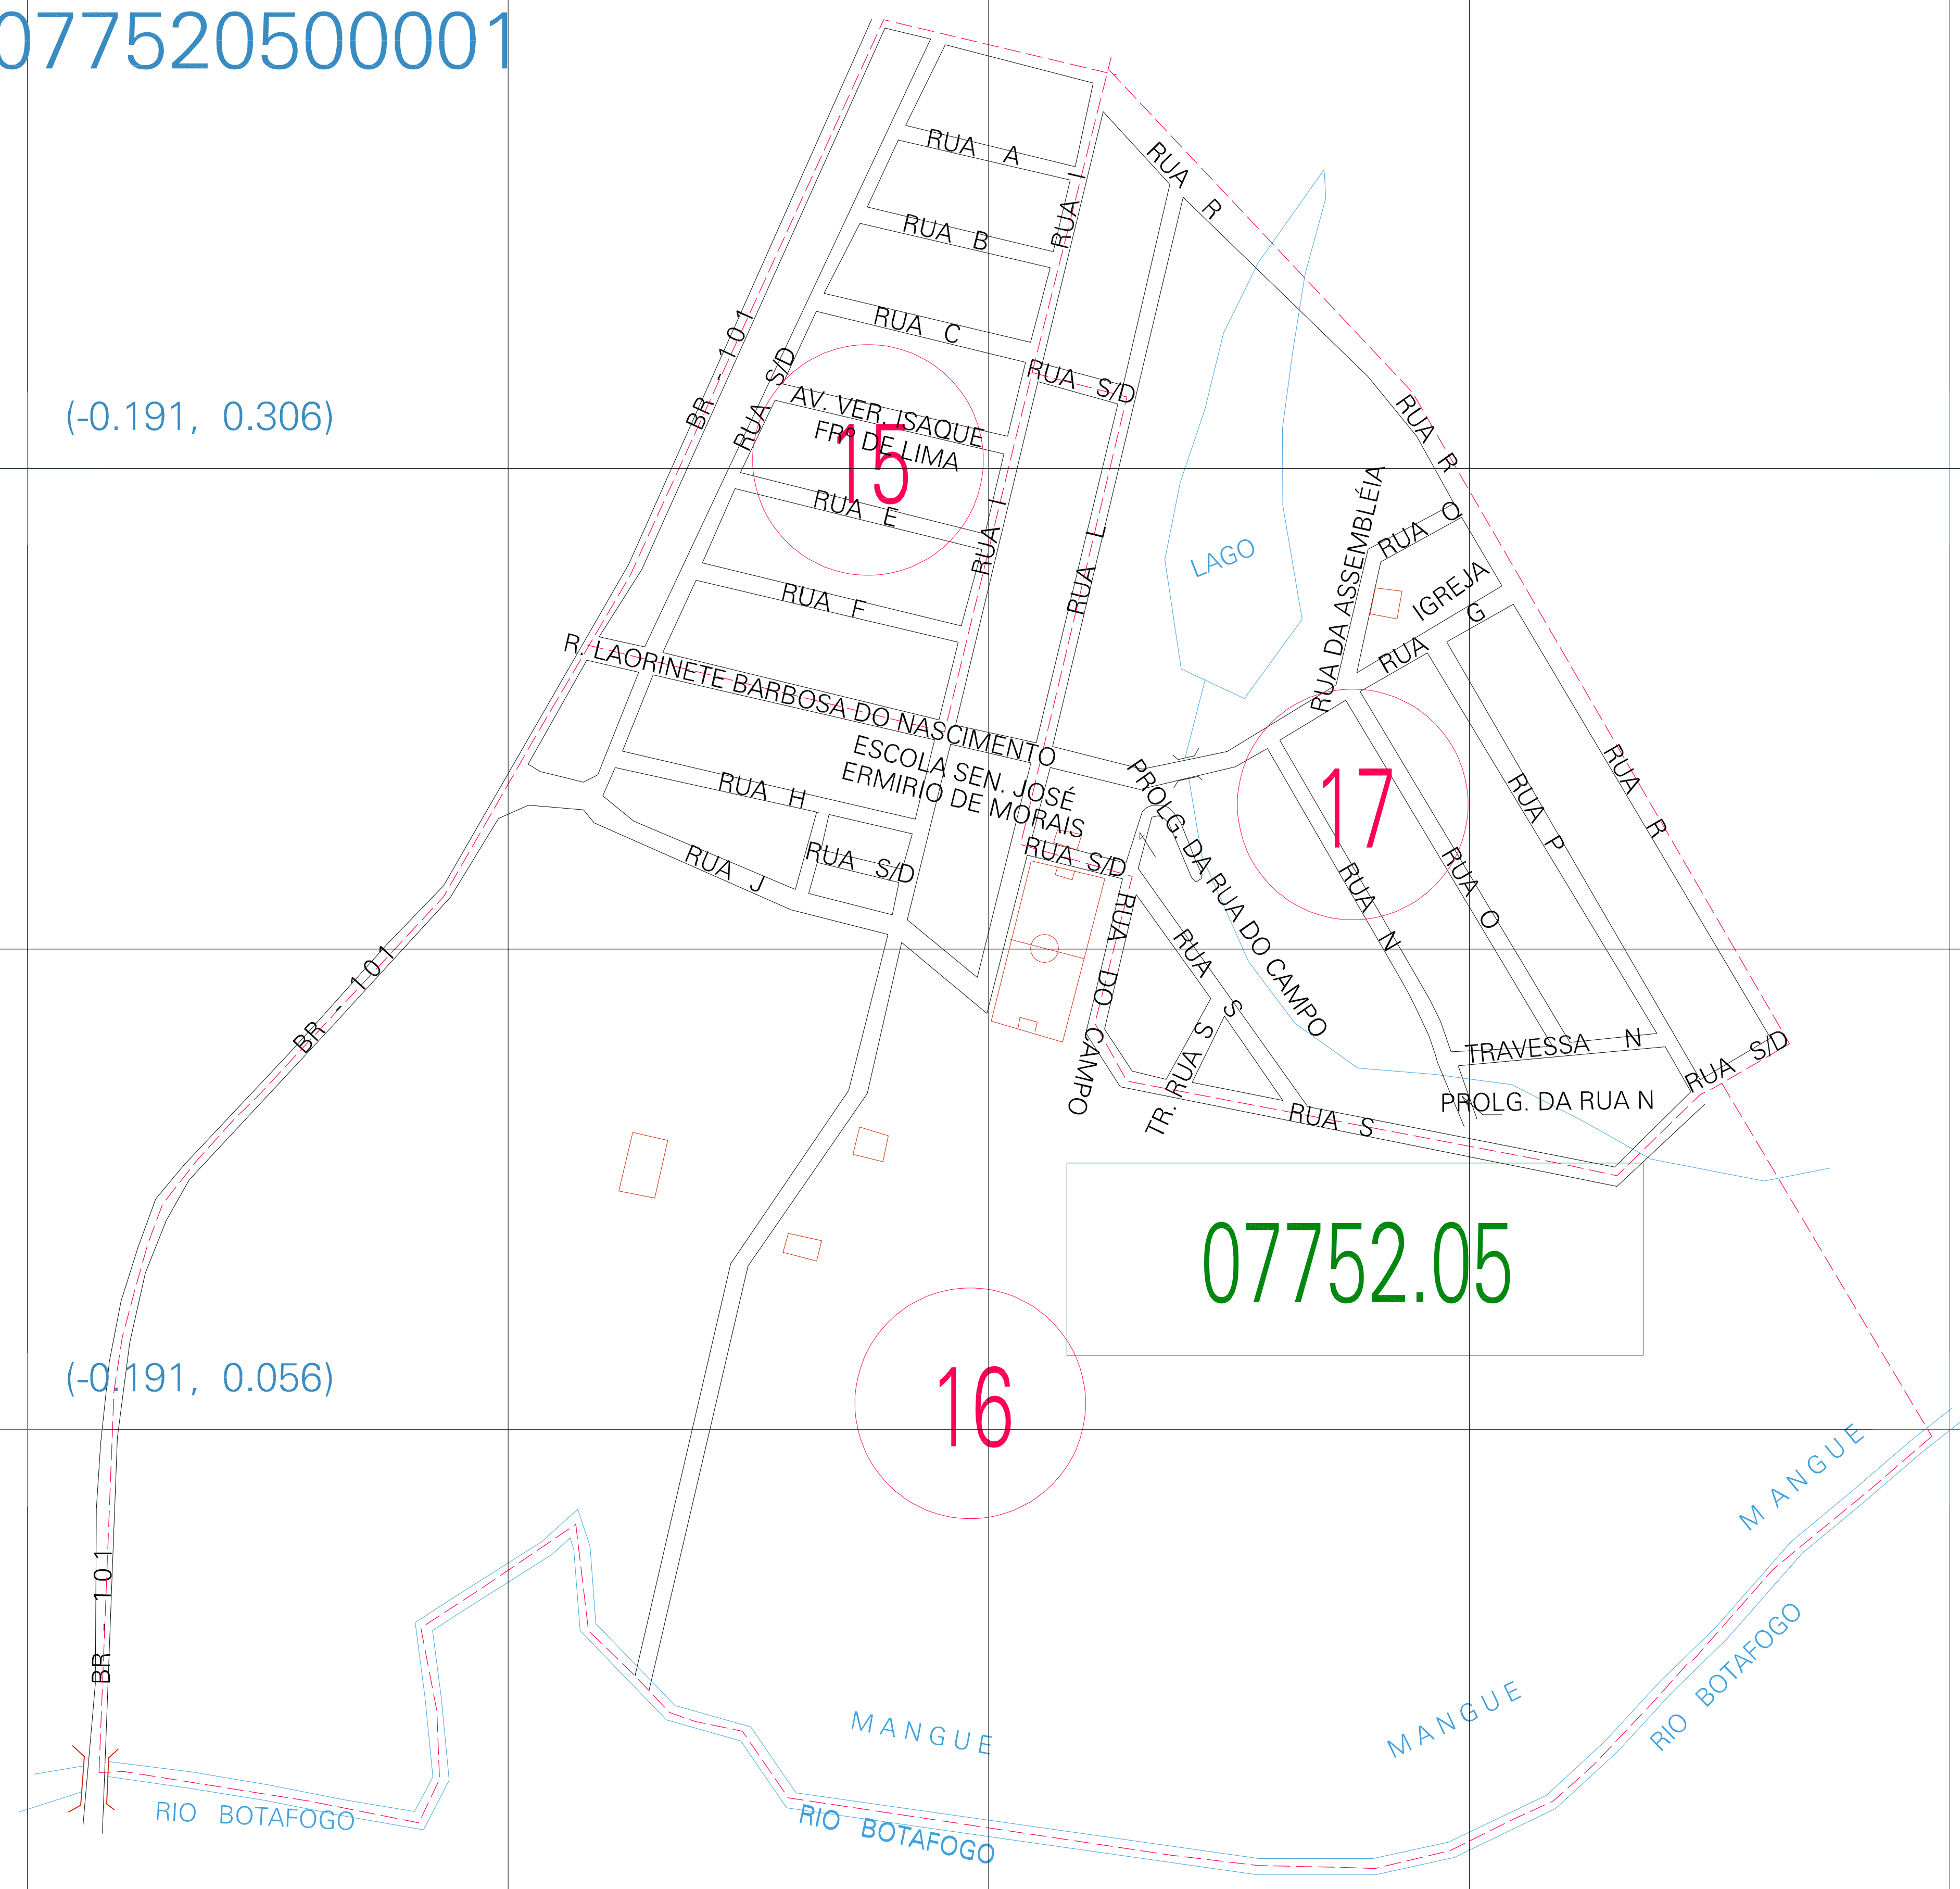 077520500001
RUA A
RUA I
RUA R
RUA B
BR - 101
RUA C
RUA S/D
RUA S/D
(-0.191, 0.306)
AV. VER. ISAQUE
FRº DE LIMA
15
RUA R
RUA E
RUA I
RUA L
RUA Q
LAGO
RUA DA ASSEMBLÉIA
IGREJA
RUA G
RUA F
R. LAORINETE BARBOSA DO NASCIMENTO
ESCOLA SEN. JOSÉ
ERMIRIO DE MORAIS
RUA H
RUA J
RUA S/D
RUA S/D
PROLG. DA RUA DO CAMPO
17
RUA P
RUA R
RUA N
RUA O
RUA DO CAMPO
RUA S
BR - 101
TR. RUA S
TRAVESSA N
RUA S/D
PROLG. DA RUA N
RUA S
07752.05
(-0.191, 0.056)
16
MANGUE
BR - 101
MANGUE
MANGUE
RIO BOTAFOGO
RIO BOTAFOGO
RIO BOTAFOGO